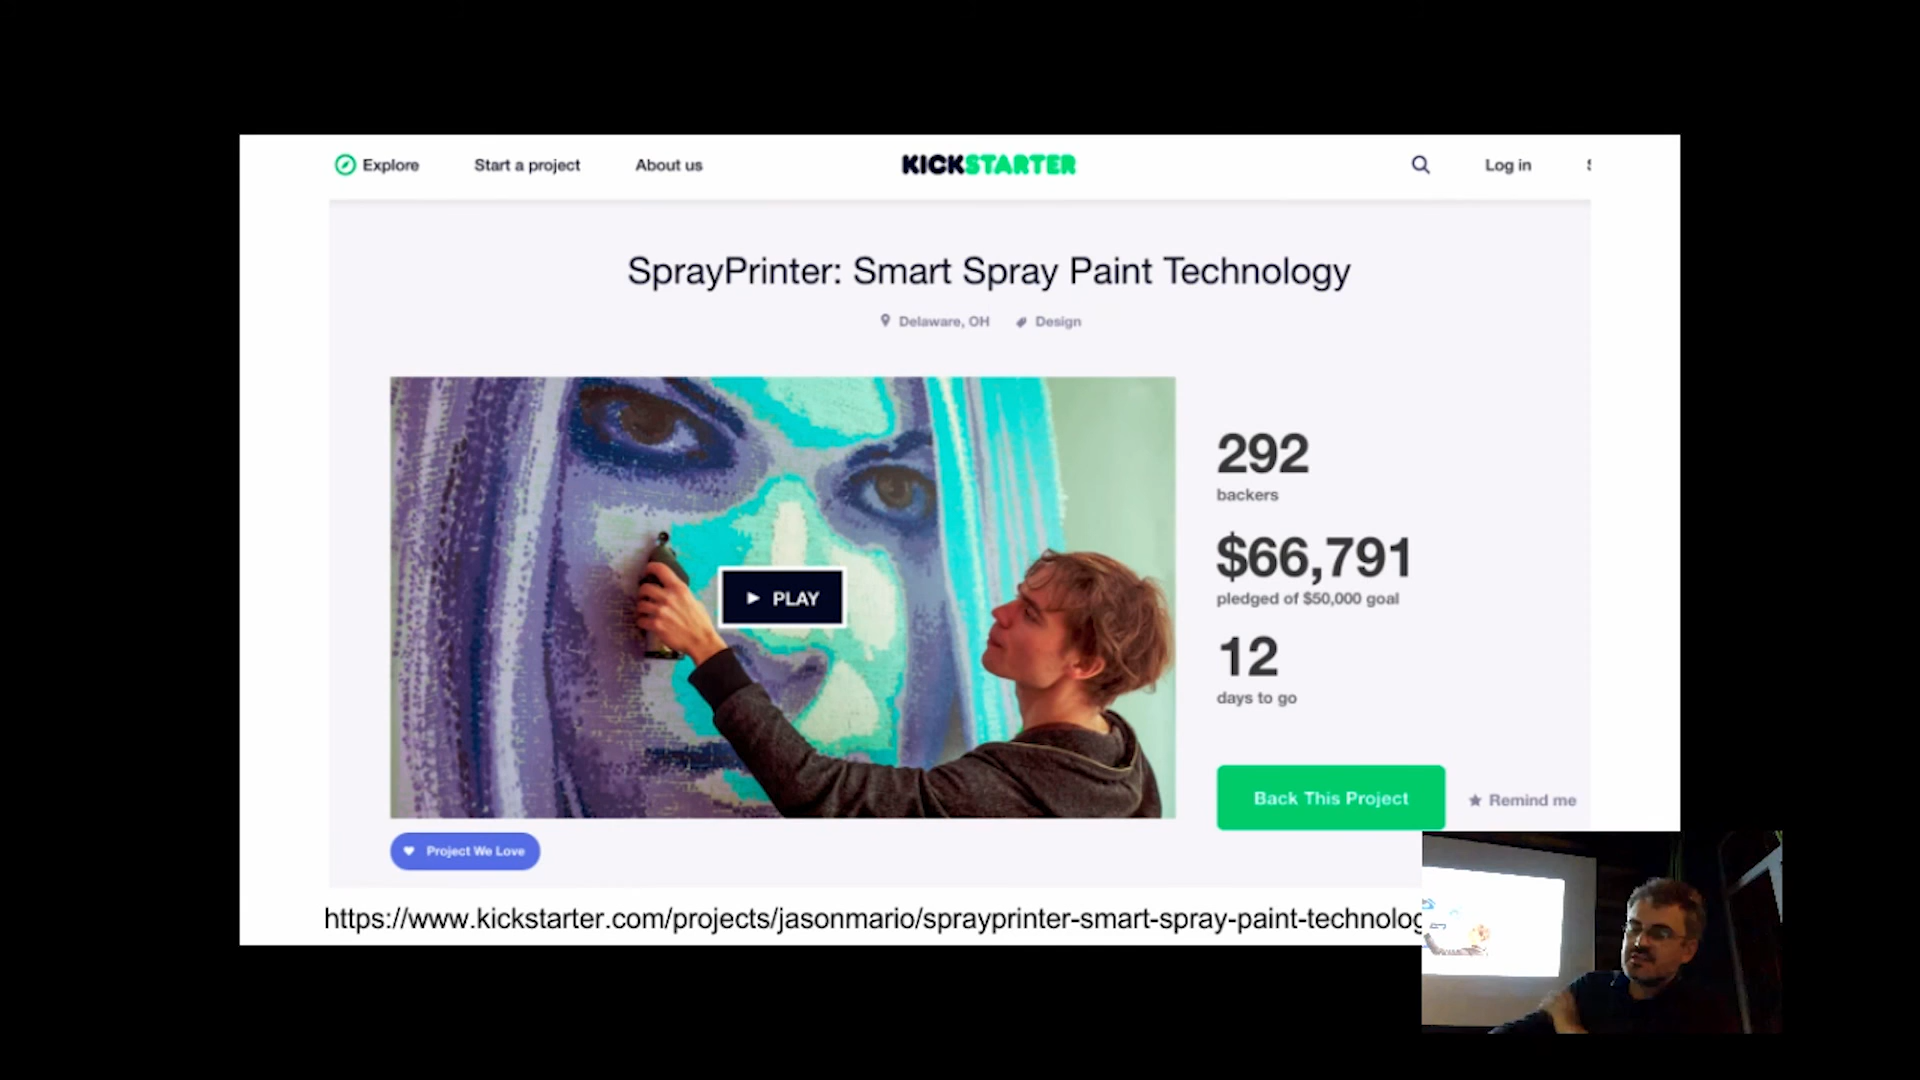 Explore Start a project About us KICKSTARTER Log in
SprayPrinter: Smart Spray Paint Technology
Delaware, OH Design
292
backers
$66,791
pledged of $50,000 goal
12
days to go
PLAY
Back This Project Remind me
Project We Love
https://www.kickstarter.com/projects/jasonmario/sprayprinter-smart-spray-paint-technolog